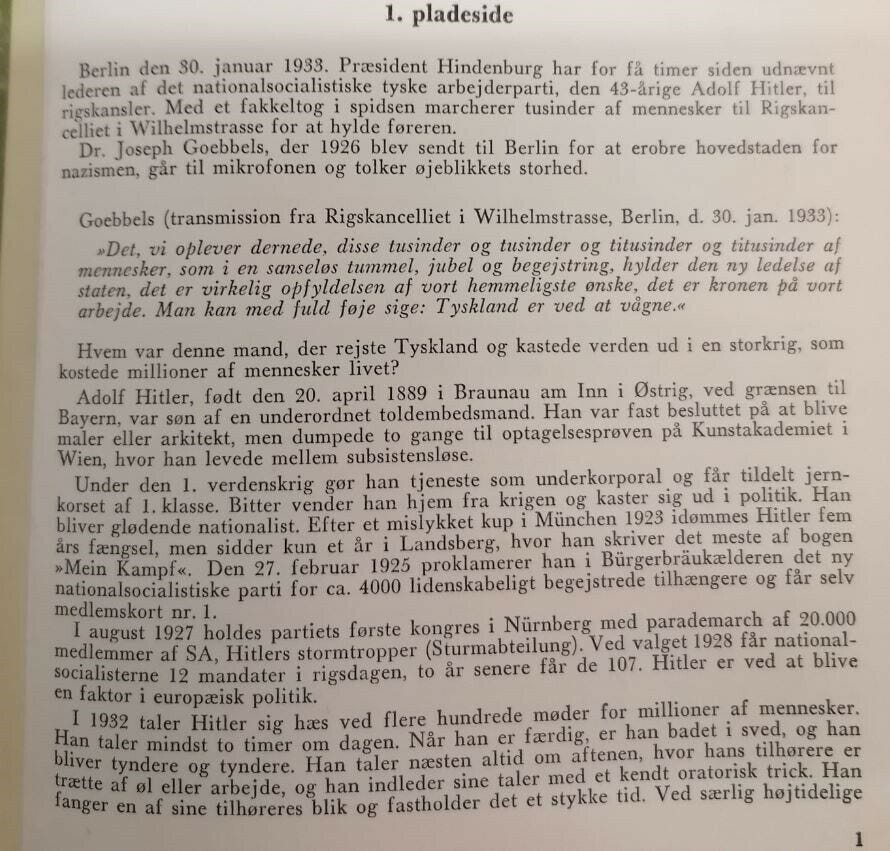 1. pladeside
Berlin den 30. januar 1933. Præsident Hindenburg har for få timer siden udnævnt
lederen af det nationalsocialistiske tyske arbejderparti, den 43-årige Adolf Hitler, til
rigskansler. Med et fakkeltog i spidsen marcherer tusinder af mennesker til Rigskan-
celliet i Wilhelmstrasse for at hylde føreren.
Dr. Joseph Goebbels, der 1926 blev sendt til Berlin for at erobre hovedstaden for
nazismen, går til mikrofonen og tolker øjeblikkets storhed.
Goebbels (transmission fra Rigskancelliet i Wilhelmstrasse, Berlin, d. 30. jan. 1933):
»Det, vi oplever dernede, disse tusinder og tusinder og titusinder og titusinder af
mennesker, som i en sanseløs tummel, jubel og begejstring, hylder den ny ledelse af
staten, det er virkelig opfyldelsen af vort hemmeligste ønske, det er kronen på vort
arbejde. Man kan med fuld føje sige: Tyskland er ved at vågne.«
Hvem var denne mand, der rejste Tyskland og kastede verden ud i en storkrig, som
kostede millioner af mennesker livet?
Adolf Hitler, født den 20. april 1889 i Braunau am Inn i Østrig, ved grænsen til
Bayern, var søn af en underordnet toldembedsmand. Han var fast besluttet på at blive
maler eller arkitekt, men dumpede to gange til optagelsesprøven på Kunstakademiet i
Wien, hvor han levede mellem subsistensløse.
Under den 1. verdenskrig gør han tjeneste som underkorporal og får tildelt jern-
korset af 1. klasse. Bitter vender han hjem fra krigen og kaster sig ud i politik. Han
bliver glødende nationalist. Efter et mislykket kup i München 1923 idømmes Hitler fem
års fængsel, men sidder kun et år i Landsberg, hvor han skriver det meste af bogen
»Mein Kampf«. Den 27. februar 1925 proklamerer han i Bürgerbräukælderen det ny
nationalsocialistiske parti for ca. 4000 lidenskabeligt begejstrede tilhængere og får selv
medlemskort nr. 1.
I august 1927 holdes partiets første kongres i Nürnberg med parademarch af 20.000
medlemmer af SA, Hitlers stormtropper (Sturmabteilung). Ved valget 1928 får national-
socialisterne 12 mandater i rigsdagen, to år senere får de 107. Hitler er ved at blive
en faktor i europæisk politik.
I 1932 taler Hitler sig hæs ved flere hundrede møder for millioner af mennesker.
Han taler mindst to timer om dagen. Når han er færdig, er han badet i sved, og han
bliver tyndere og tyndere. Han taler næsten altid om aftenen, hvor hans tilhørere er
trætte af øl eller arbejde, og han indleder sine taler med et kendt oratorisk trick. Han
fanger en af sine tilhøreres blik og fastholder det et stykke tid. Ved særlig højtidelige
1